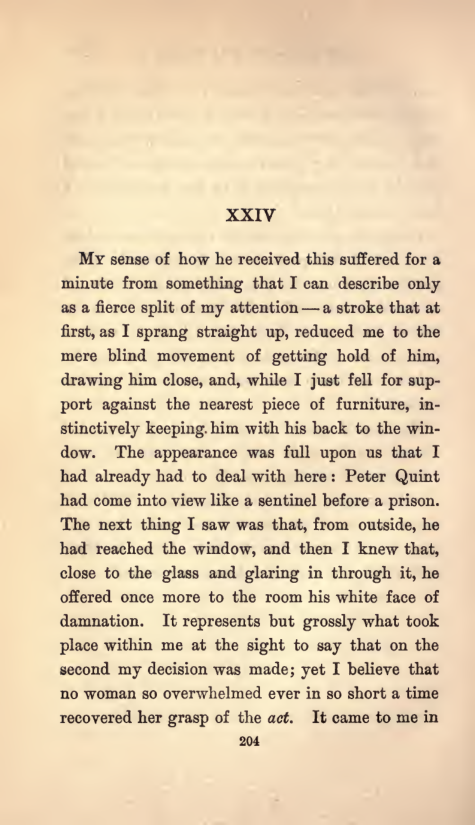 XXIV
My sense of how he received this suffered for a
minute from something that I can describe only
as a fierce split of my attention — a stroke that at
first, as I sprang straight up, reduced me to the
mere blind movement of getting hold of him,
drawing him close, and, while I just fell for sup-
port against the nearest piece of furniture, in-
stinctively keeping. him with his back to the win-
dow. The appearance was full upon us that I
had already had to deal with here : Peter Quint
had come into view like a sentinel before a prison.
The next thing I saw was that, from outside, he
had reached the window, and then I knew that,
close to the glass and glaring in through it, he
offered once more to the room his white face of
damnation. It represents but grossly what took
place within me at the sight to say that on the
second my decision was made; yet I believe that
no woman so overwhelmed ever in so short a time
recovered her grasp of the act. It came to me in
204